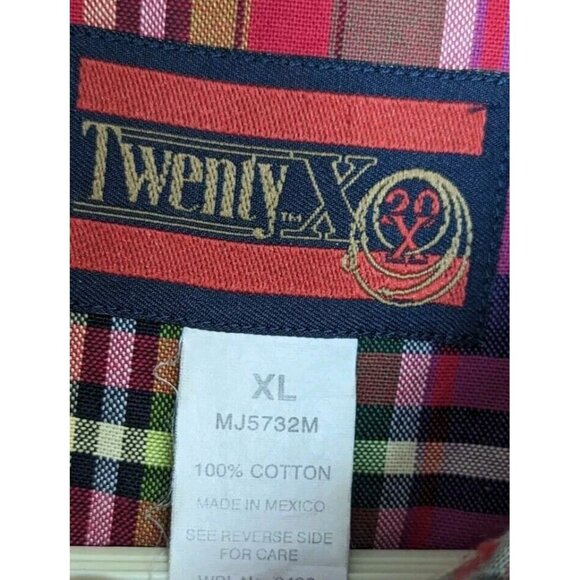 Twenty X
TM
20
X
XL
MJ5732M
100% COTTON
MADE IN MEXICO
SEE REVERSE SIDE
FOR CARE